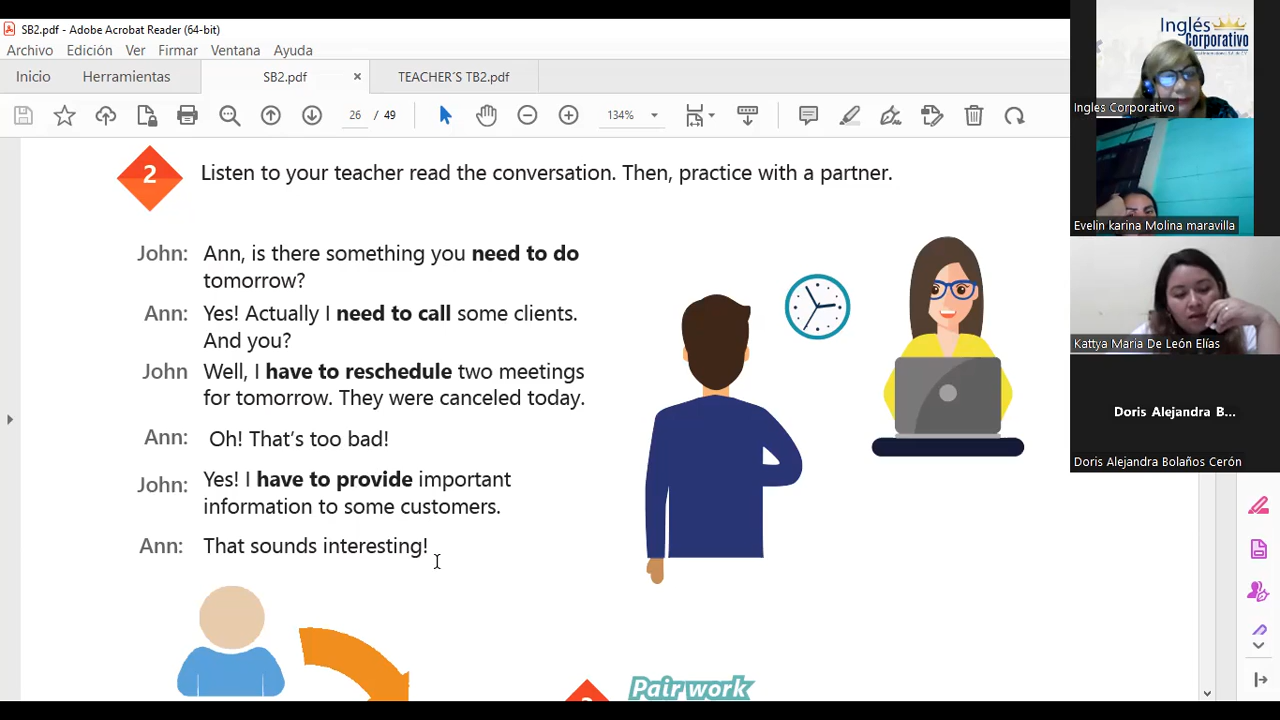 SB2.pdf - Adobe Acrobat Reader (64-bit)
Archivo Edición Ver Firmar Ventana Ayuda
Inicio Herramientas SB2.pdf × TEACHER´S TB2.pdf
26 / 49 134%
2 Listen to your teacher read the conversation. Then, practice with a partner.
John: Ann, is there something you need to do
tomorrow?
Ann: Yes! Actually I need to call some clients.
And you?
John Well, I have to reschedule two meetings
for tomorrow. They were canceled today.
Ann: Oh! That's too bad!
John: Yes! I have to provide important
information to some customers.
Ann: That sounds interesting!
Pair work
Inglés
Corporativo
Ingles Corporativo
Evelin karina Molina maravilla
Kattya Maria De León Elías
Doris Alejandra B...
Doris Alejandra Bolaños Cerón